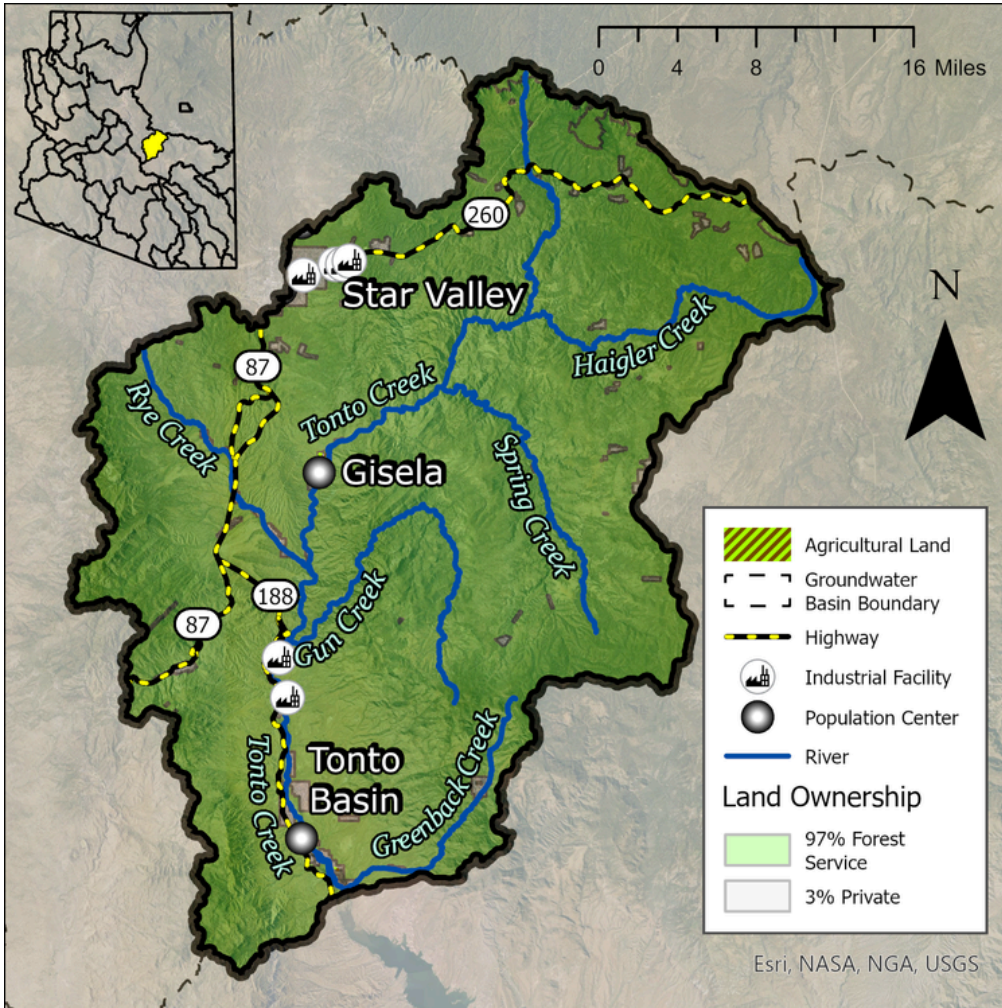 0 4 8 16 Miles
260
Star Valley
N
87
Haigler Creek
Tonto Creek
Rye Creek
Gisela
Spring Creek
188
87
Gun Creek
Tonto
Basin
Tonto Creek
Greenback Creek
Agricultural Land
Groundwater
Basin Boundary
Highway
Industrial Facility
Population Center
River
Land Ownership
97% Forest
Service
3% Private
Esri, NASA, NGA, USGS